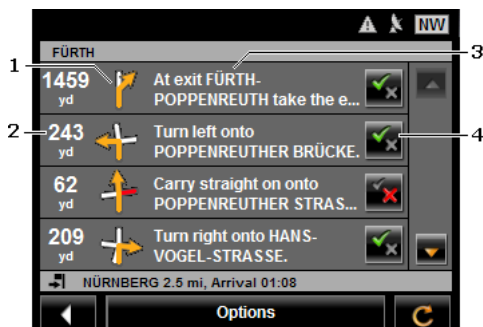 NW
FÜRTH
1
3
1459
yd
At exit FÜRTH-
POPPENREUTH take the e...
2
243
yd
Turn left onto
POPPENREUTHER BRÜCKE.
4
62
yd
Carry straight on onto
POPPENREUTHER STRAS...
209
yd
Turn right onto HANS-
VOGEL-STRASSE.
NÜRNBERG 2.5 mi, Arrival 01:08
Options